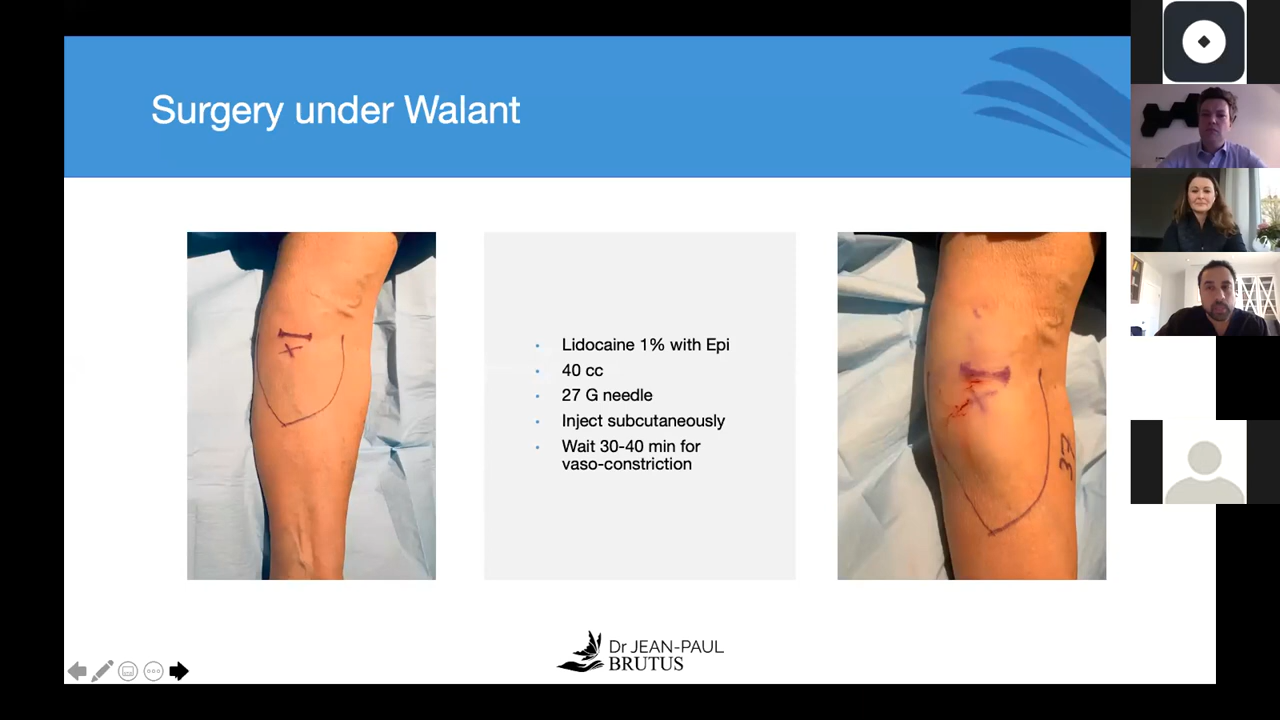 Surgery under Walant
Lidocaine 1% with Epi
40 cc
27 G needle
Inject subcutaneously
Wait 30-40 min for
vaso-constriction
37
Dr JEAN-PAUL
BRUTUS